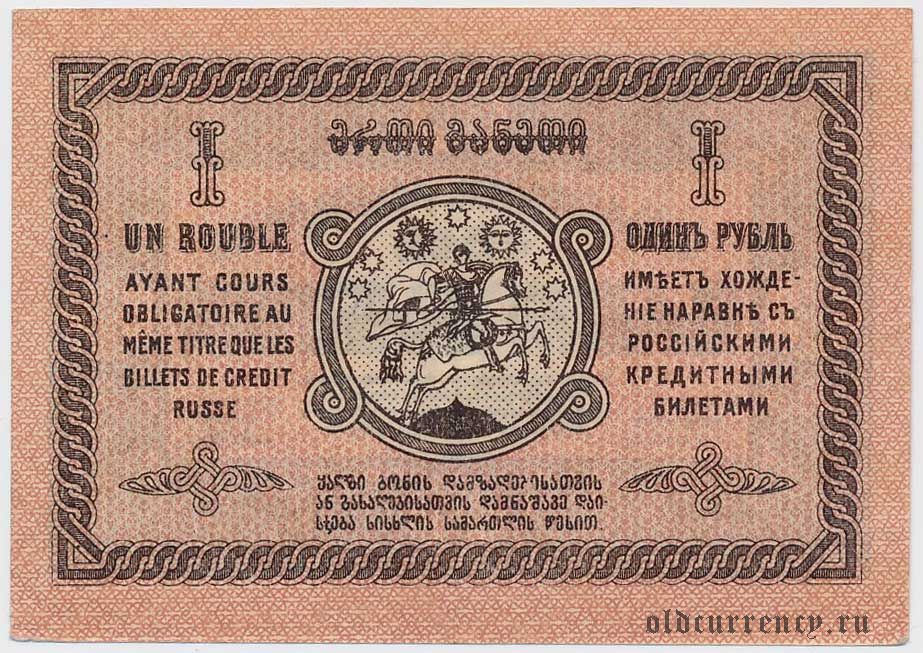 1
ერთი მანეთი
1
UN ROUBLE
AYANT COURS
OBLIGATOIRE AU
MÊME TITRE QUE LES
BILLETS DE CREDIT
RUSSE
ОДИНЪ РУБЛЬ
ИМѢЕТЪ ХОЖДЕ-
НІЕ НАРАВНѢ СЪ
РОССІЙСКИМИ
КРЕДИТНЫМИ
БИЛЕТАМИ
ყალბი ბონის დამზადებისათვის
ან გასაღებისათვის დამნაშავე დაი-
სჯება სისხლის სამართლის წესით.
oldcurrency.ru